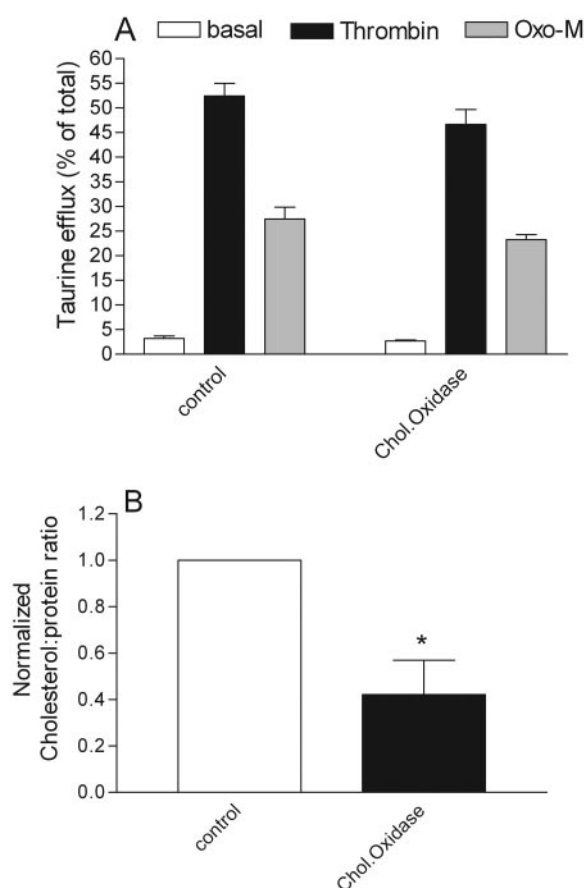 A basal Thrombin Oxo-M
Taurine efflux (% of total)
60
55
50
45
40
35
30
25
20
15
10
5
0
control
Chol.Oxidase
B
Normalized
Cholesterol:protein ratio
1.2
1.0
0.8
0.6
0.4
0.2
0.0
*
control
Chol.Oxidase